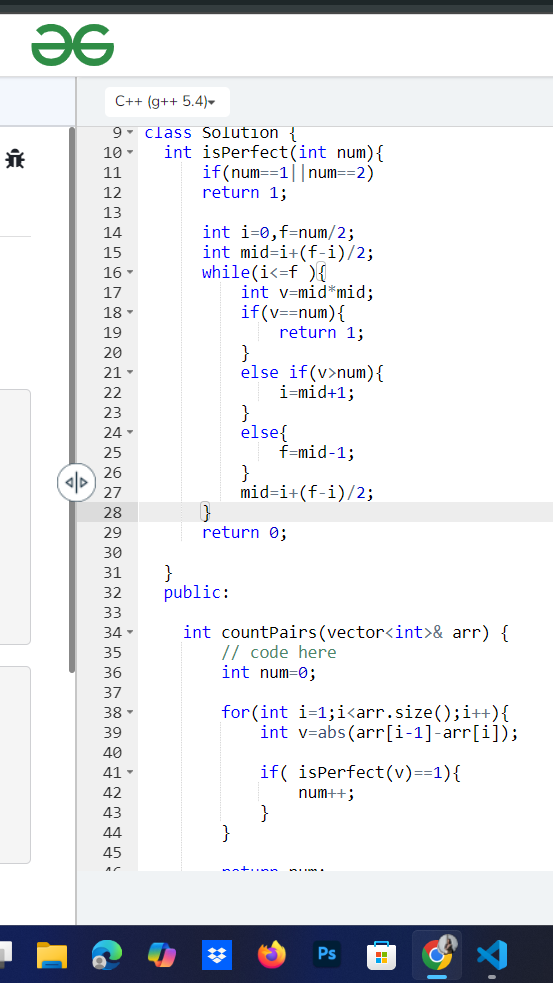 C++ (g++ 5.4)
9 class Solution {
10 int isPerfect(int num){
11 if(num==1||num==2)
12 return 1;
13
14 int i=0,f=num/2;
15 int mid=i+(f-i)/2;
16 while(i<=f ){
17 int v=mid*mid;
18 if(v==num){
19 return 1;
20 }
21 else if(v>num){
22 i=mid+1;
23 }
24 else{
25 f=mid-1;
26 }
27 mid=i+(f-i)/2;
28 }
29 return 0;
30
31 }
32 public:
33
34 int countPairs(vector<int>& arr) {
35 // code here
36 int num=0;
37
38 for(int i=1;i<arr.size();i++){
39 int v=abs(arr[i-1]-arr[i]);
40
41 if( isPerfect(v)==1){
42 num++;
43 }
44 }
45
46 return num;
Ps